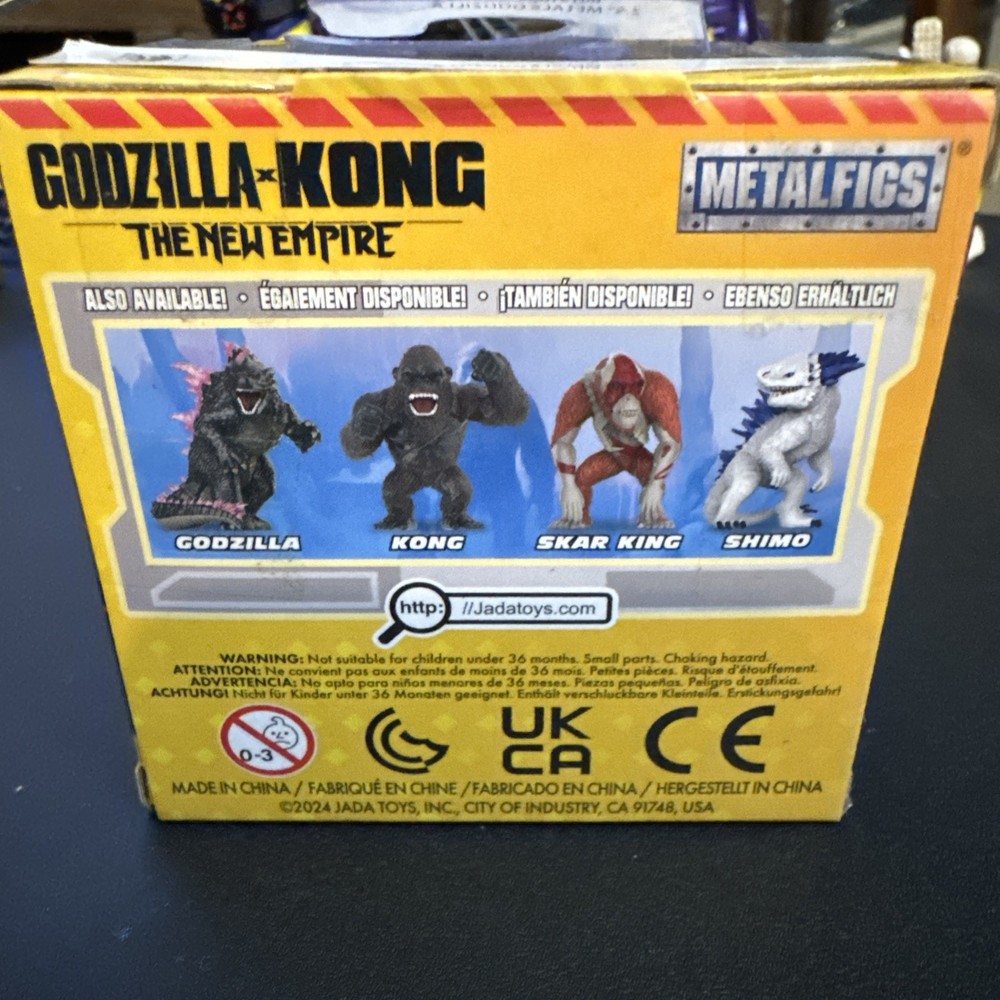 GODZILLA x KONG
THE NEW EMPIRE
METALFIGS ®
ALSO AVAILABLE! • ÉGAIEMENT DISPONIBLE! • ¡TAMBIÉN DISPONIBLE! • EBENSO ERHÄLTLICH
GODZILLA KONG SKAR KING SHIMO
http: //Jadatoys.com
WARNING: Not suitable for children under 36 months. Small parts. Choking hazard.
ATTENTION: Ne convient pas aux enfants de moins de 36 mois. Petites pièces. Risque d'étouffement.
ADVERTENCIA: No apto para niños menares de 36 meses. Piezas pequeñas. Peligro de asfixia.
ACHTUNG! Nicht für Kinder unter 36 Monaten geeignet. Enthält verschluckbare Kleinteile. Erstickungsgefahr!
0-3
UK
CA
CE
MADE IN CHINA / FABRIQUÉ EN CHINE / FABRICADO EN CHINA / HERGESTELLT IN CHINA
©2024 JADA TOYS, INC., CITY OF INDUSTRY, CA 91748, USA